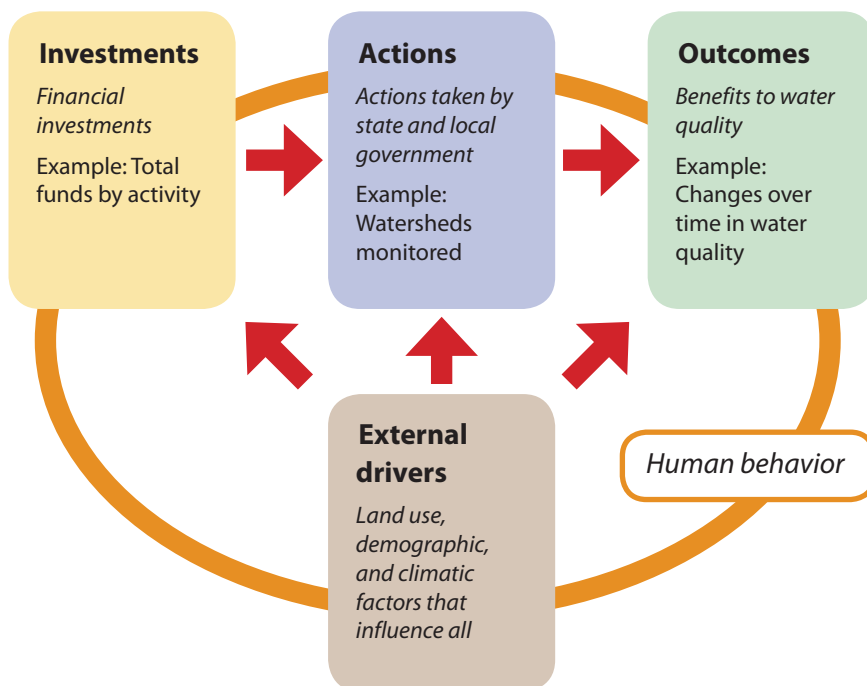 Investments
Financial
investments
Example: Total
funds by activity
Actions
Actions taken by
state and local
government
Example:
Watersheds
monitored
Outcomes
Benefits to water
quality
Example:
Changes over
time in water
quality
External
drivers
Land use,
demographic,
and climatic
factors that
influence all
Human behavior